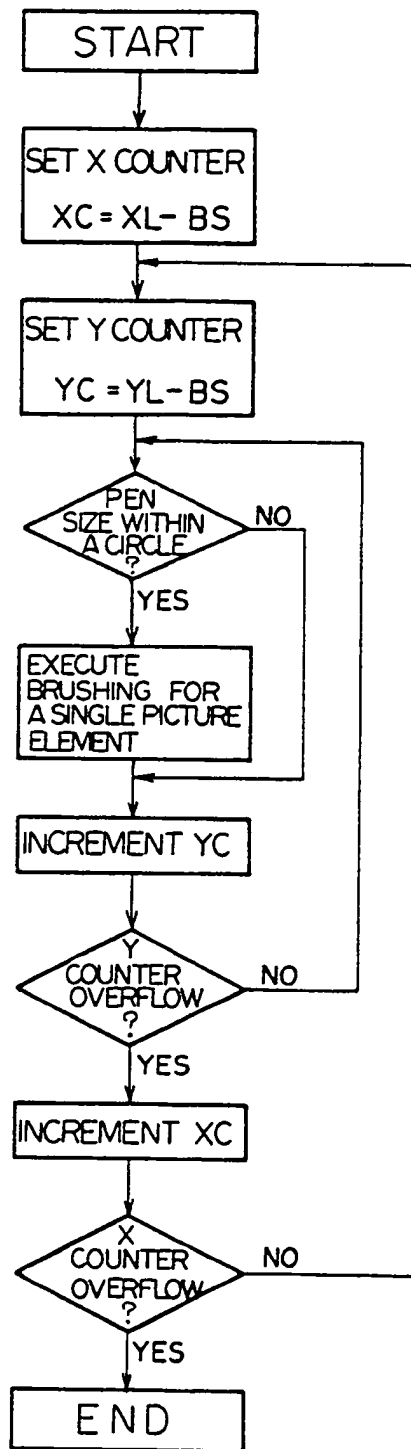 START
SET X COUNTER
XC = XL- BS
SET Y COUNTER
YC = YL-BS
PEN
SIZE WITHIN
A CIRCLE
?
NO
YES
EXECUTE
BRUSHING FOR
A SINGLE PICTURE
ELEMENT
INCREMENT YC
Y
COUNTER
OVERFLOW
?
NO
YES
INCREMENT XC
X
COUNTER
OVERFLOW
?
NO
YES
END